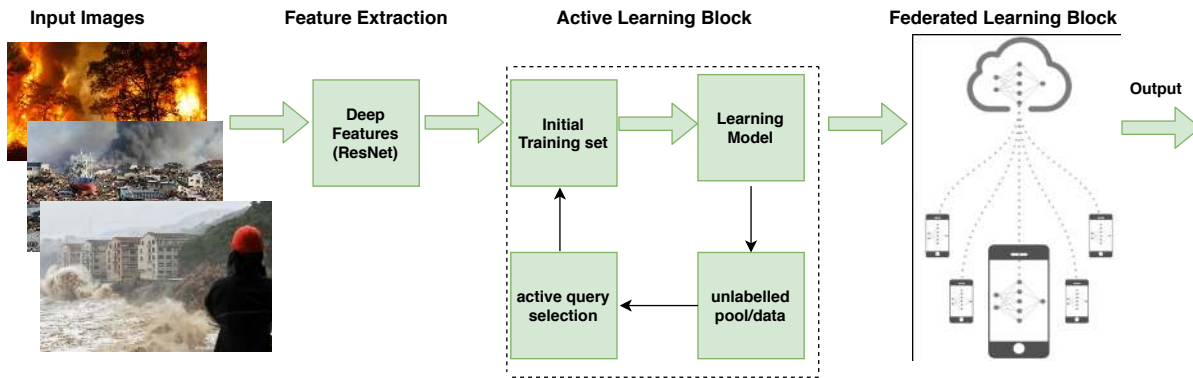 Input Images
Feature Extraction
Active Learning Block
Federated Learning Block
Deep
Features
(ResNet)
Initial
Training set
Learning
Model
active query
selection
unlabelled
pool/data
Output